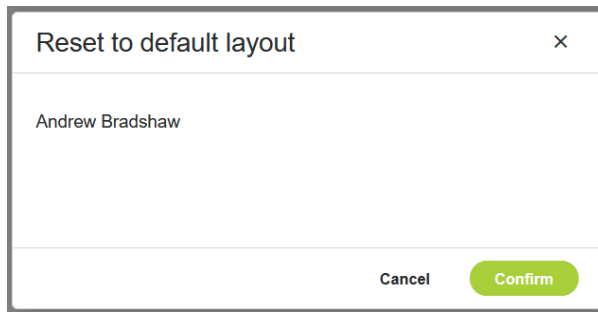 Reset to default layout ×
Andrew Bradshaw
Cancel Confirm